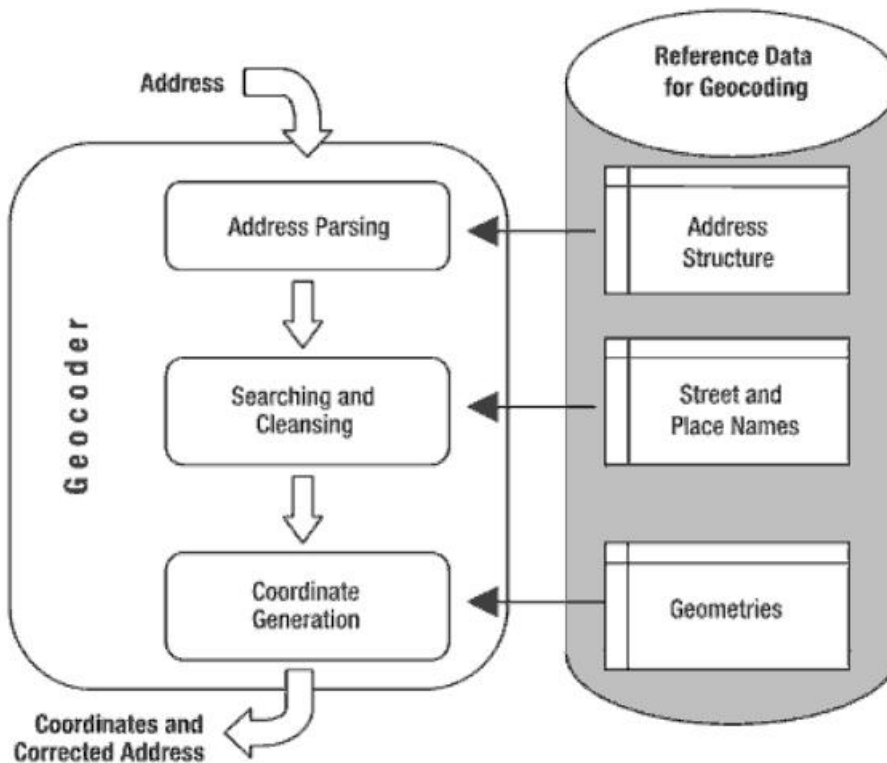 Address
Reference Data
for Geocoding
Address Parsing
Address
Structure
Geocoder
Searching and
Cleansing
Street and
Place Names
Coordinate
Generation
Geometries
Coordinates and
Corrected Address